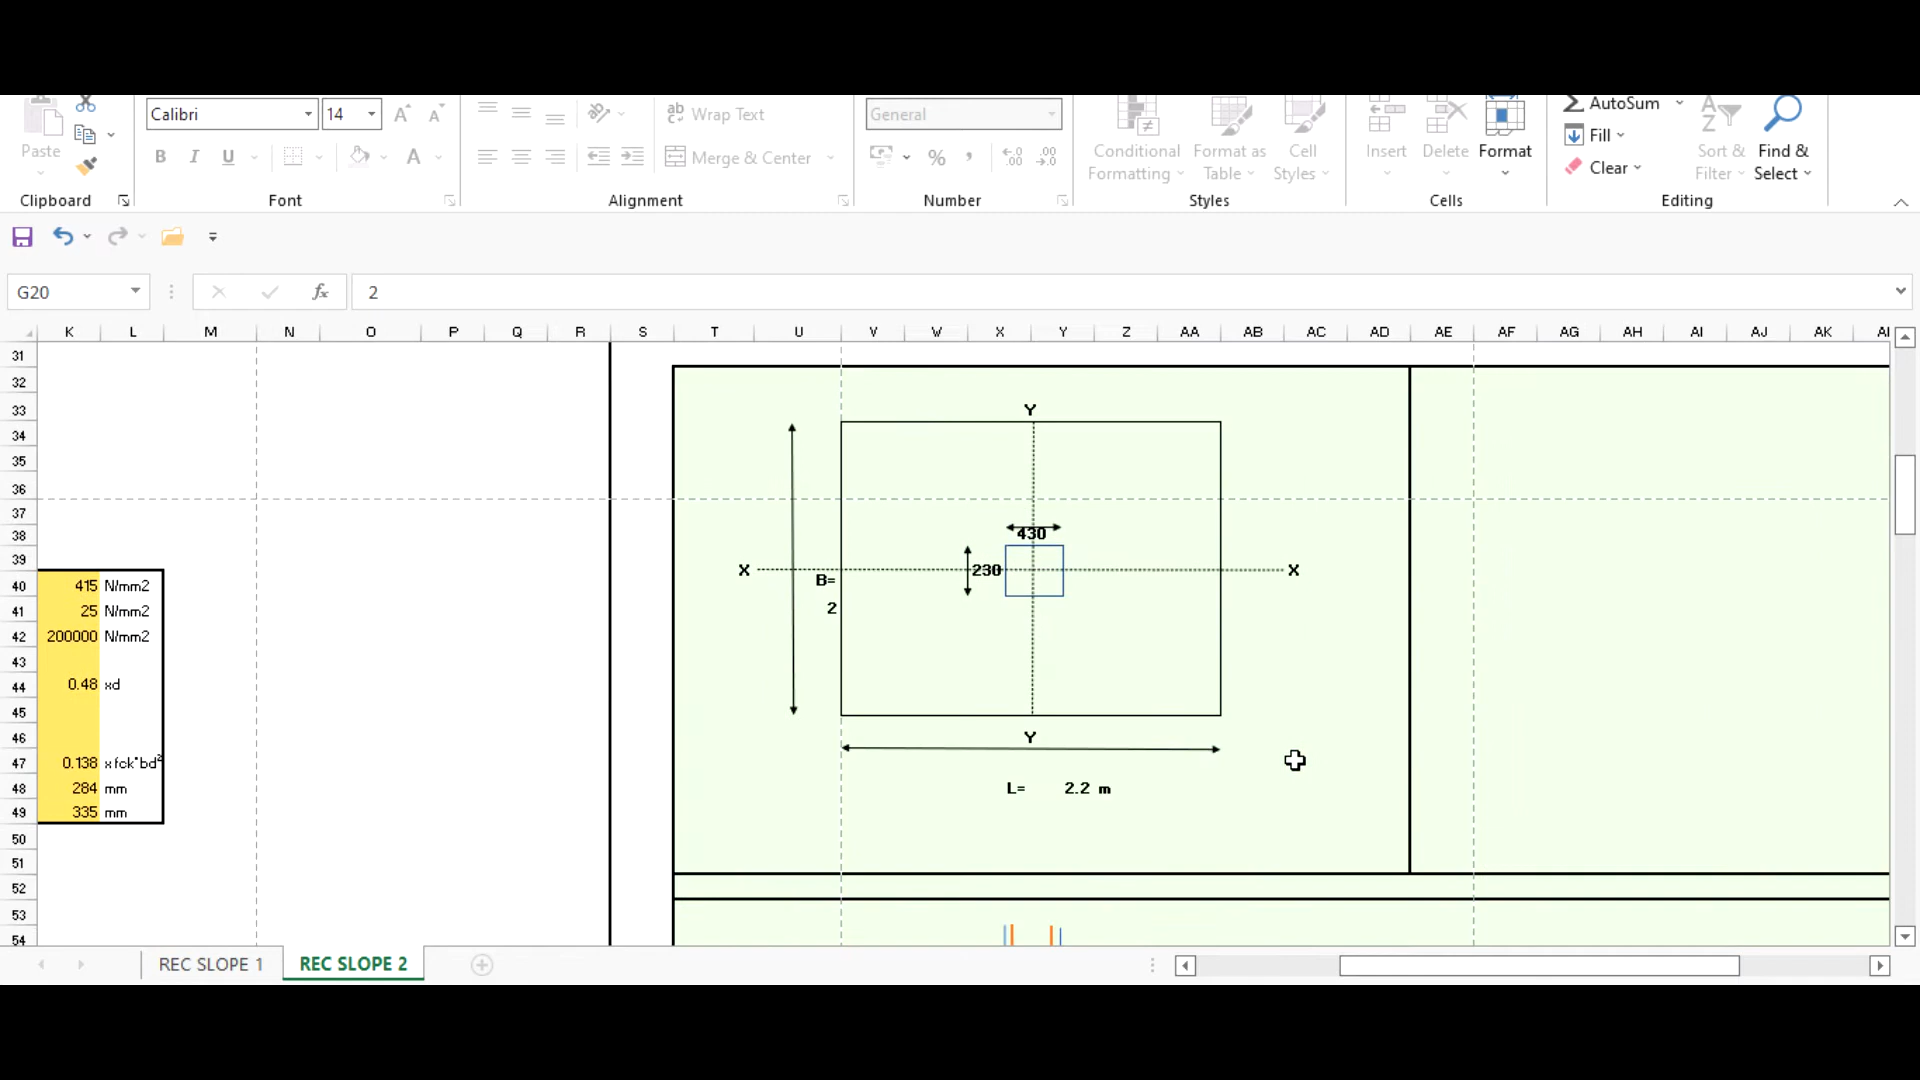 Calibri 14 Wrap Text General AutoSum
Paste Conditional Format as Cell Insert Delete Format Fill Sort & Find &
B I U A Merge & Center % Formatting Table Styles Clear Filter Select
Clipboard Font Alignment Number Styles Cells Editing
G20 fx 2
K L M N O P Q R S T U V W X Y Z AA AB AC AD AE AF AG AH AI AJ AK
31
32
33 Y
34
35
36
37
38 430
39
X 230 X
40 415 N/mm2 B=
41 25 N/mm2 2
42 200000 N/mm2
43
44 0.48 xd
45
46 Y
47 0.138 xfck*bd2
48 284 mm L= 2.2 m
49 335 mm
50
51
52
53
54
REC SLOPE 1 REC SLOPE 2